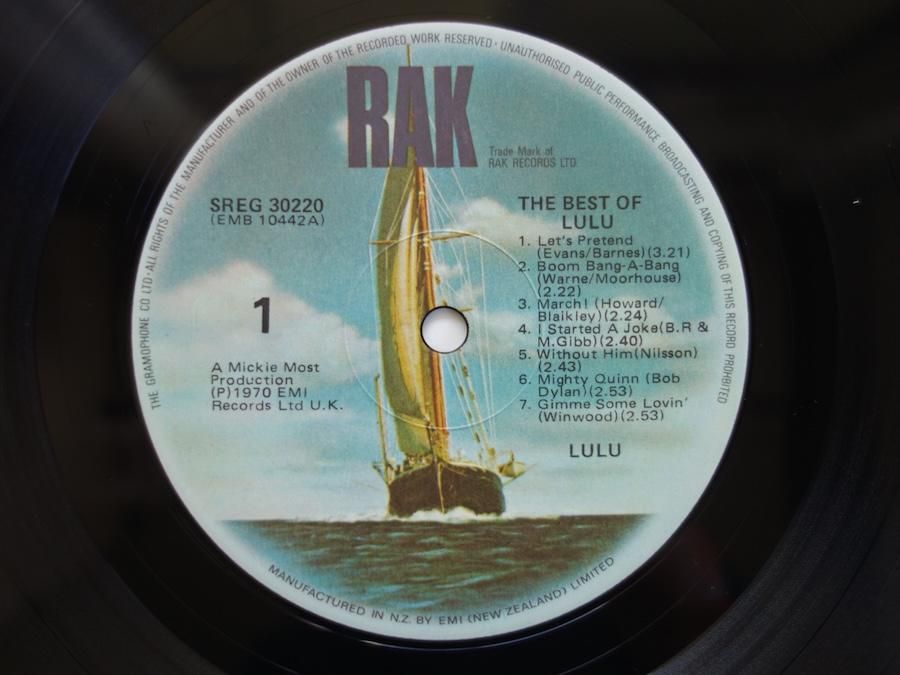 THE GRAMOPHONE CO LTD·ALL RIGHTS OF THE MANUFACTURER AND OF THE OWNER OF THE RECORDED WORK RESERVED·UNAUTHORISED PUBLIC PERFORMANCE BROADCASTING AND COPYING OF THIS RECORD PROHIBITED
RAK
Trade Mark of
RAK RECORDS LTD
SREG 30220
(EMB 10442A)
1
A Mickie Most
Production
(P)1970 EMI
Records Ltd U.K.
THE BEST OF
LULU
1. Let's Pretend
(Evans/Barnes)(3.21)
2. Boom Bang-A-Bang
(Warne/Moorhouse)
(2.22)
3. March! (Howard/
Blaikley)(2.24)
4. I Started A Joke(B.R &
M.Gibb)(2.40)
5. Without Him(Nilsson)
(2.43)
6. Mighty Quinn (Bob
Dylan)(2.53)
7. Gimme Some Lovin'
(Winwood)(2.53)
LULU
MANUFACTURED IN N.Z. BY EMI (NEW ZEALAND) LIMITED